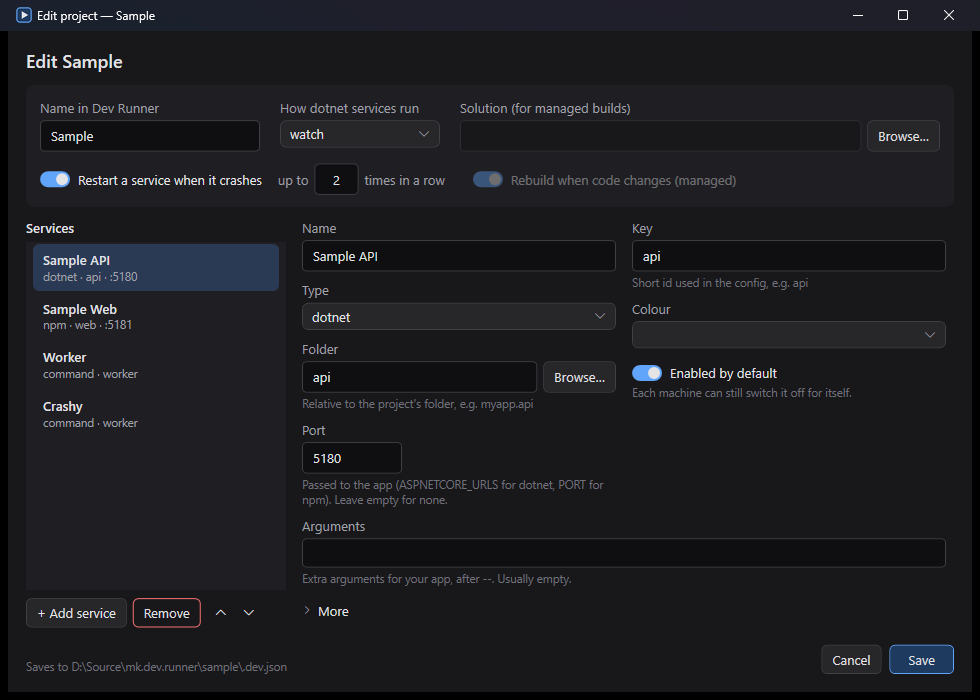 Edit project — Sample
Edit Sample
Name in Dev Runner
How dotnet services run
Solution (for managed builds)
Sample
watch
Browse...
Restart a service when it crashes
up to
2
times in a row
Rebuild when code changes (managed)
Services
Sample API
dotnet · api · :5180
Sample Web
npm · web · :5181
Worker
command · worker
Crashy
command · worker
+ Add service
Remove
Name
Sample API
Type
dotnet
Folder
api
Browse...
Relative to the project's folder, e.g. myapp.api
Port
5180
Passed to the app (ASPNETCORE_URLS for dotnet, PORT for
npm). Leave empty for none.
Key
api
Short id used in the config, e.g. api
Colour
Enabled by default
Each machine can still switch it off for itself.
Arguments
Extra arguments for your app, after --. Usually empty.
More
Saves to D:\Source\mk.dev.runner\sample\.dev.json
Cancel
Save